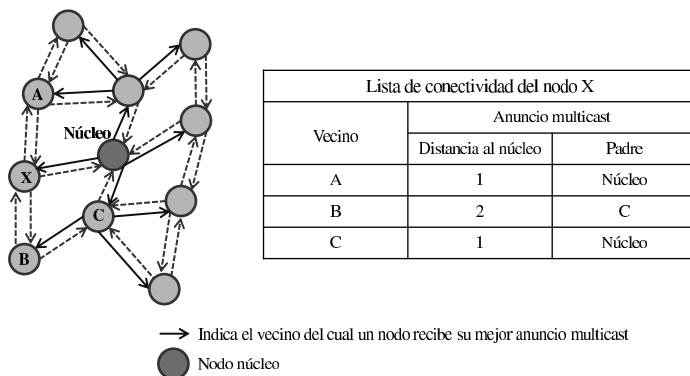 A
Núcleo
X
C
B
Lista de conectividad del nodo X
Vecino
Anuncio multicast
Distancia al núcleo Padre
A 1 Núcleo
B 2 C
C 1 Núcleo
Indica el vecino del cual un nodo recibe su mejor anuncio multicast
Nodo núcleo